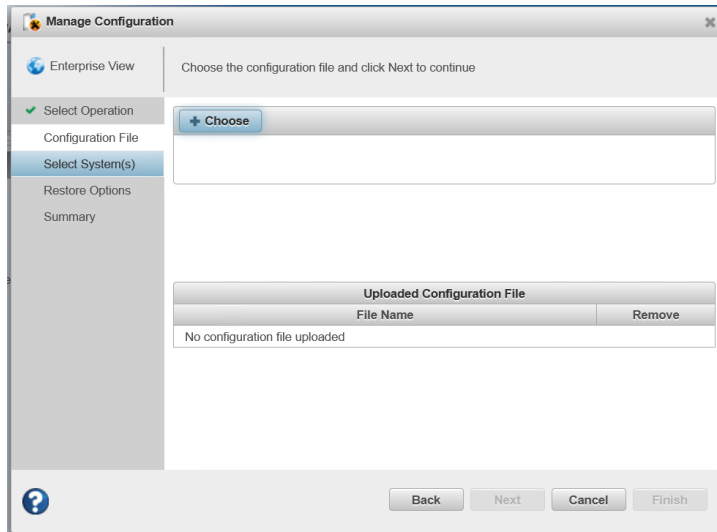 Manage Configuration
Enterprise View
Choose the configuration file and click Next to continue
Select Operation
Configuration File
Select System(s)
Restore Options
Summary
+ Choose
Uploaded Configuration File
File Name Remove
No configuration file uploaded
? Back Next Cancel Finish